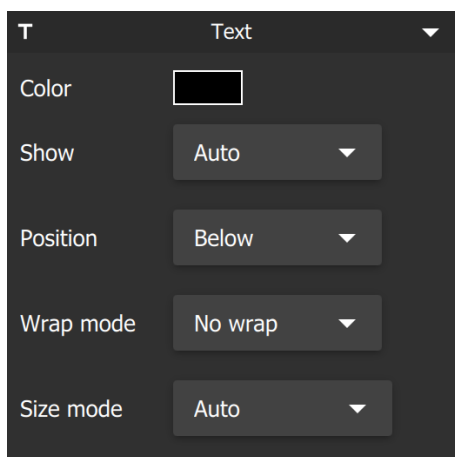 T Text
Color
Show Auto
Position Below
Wrap mode No wrap
Size mode Auto